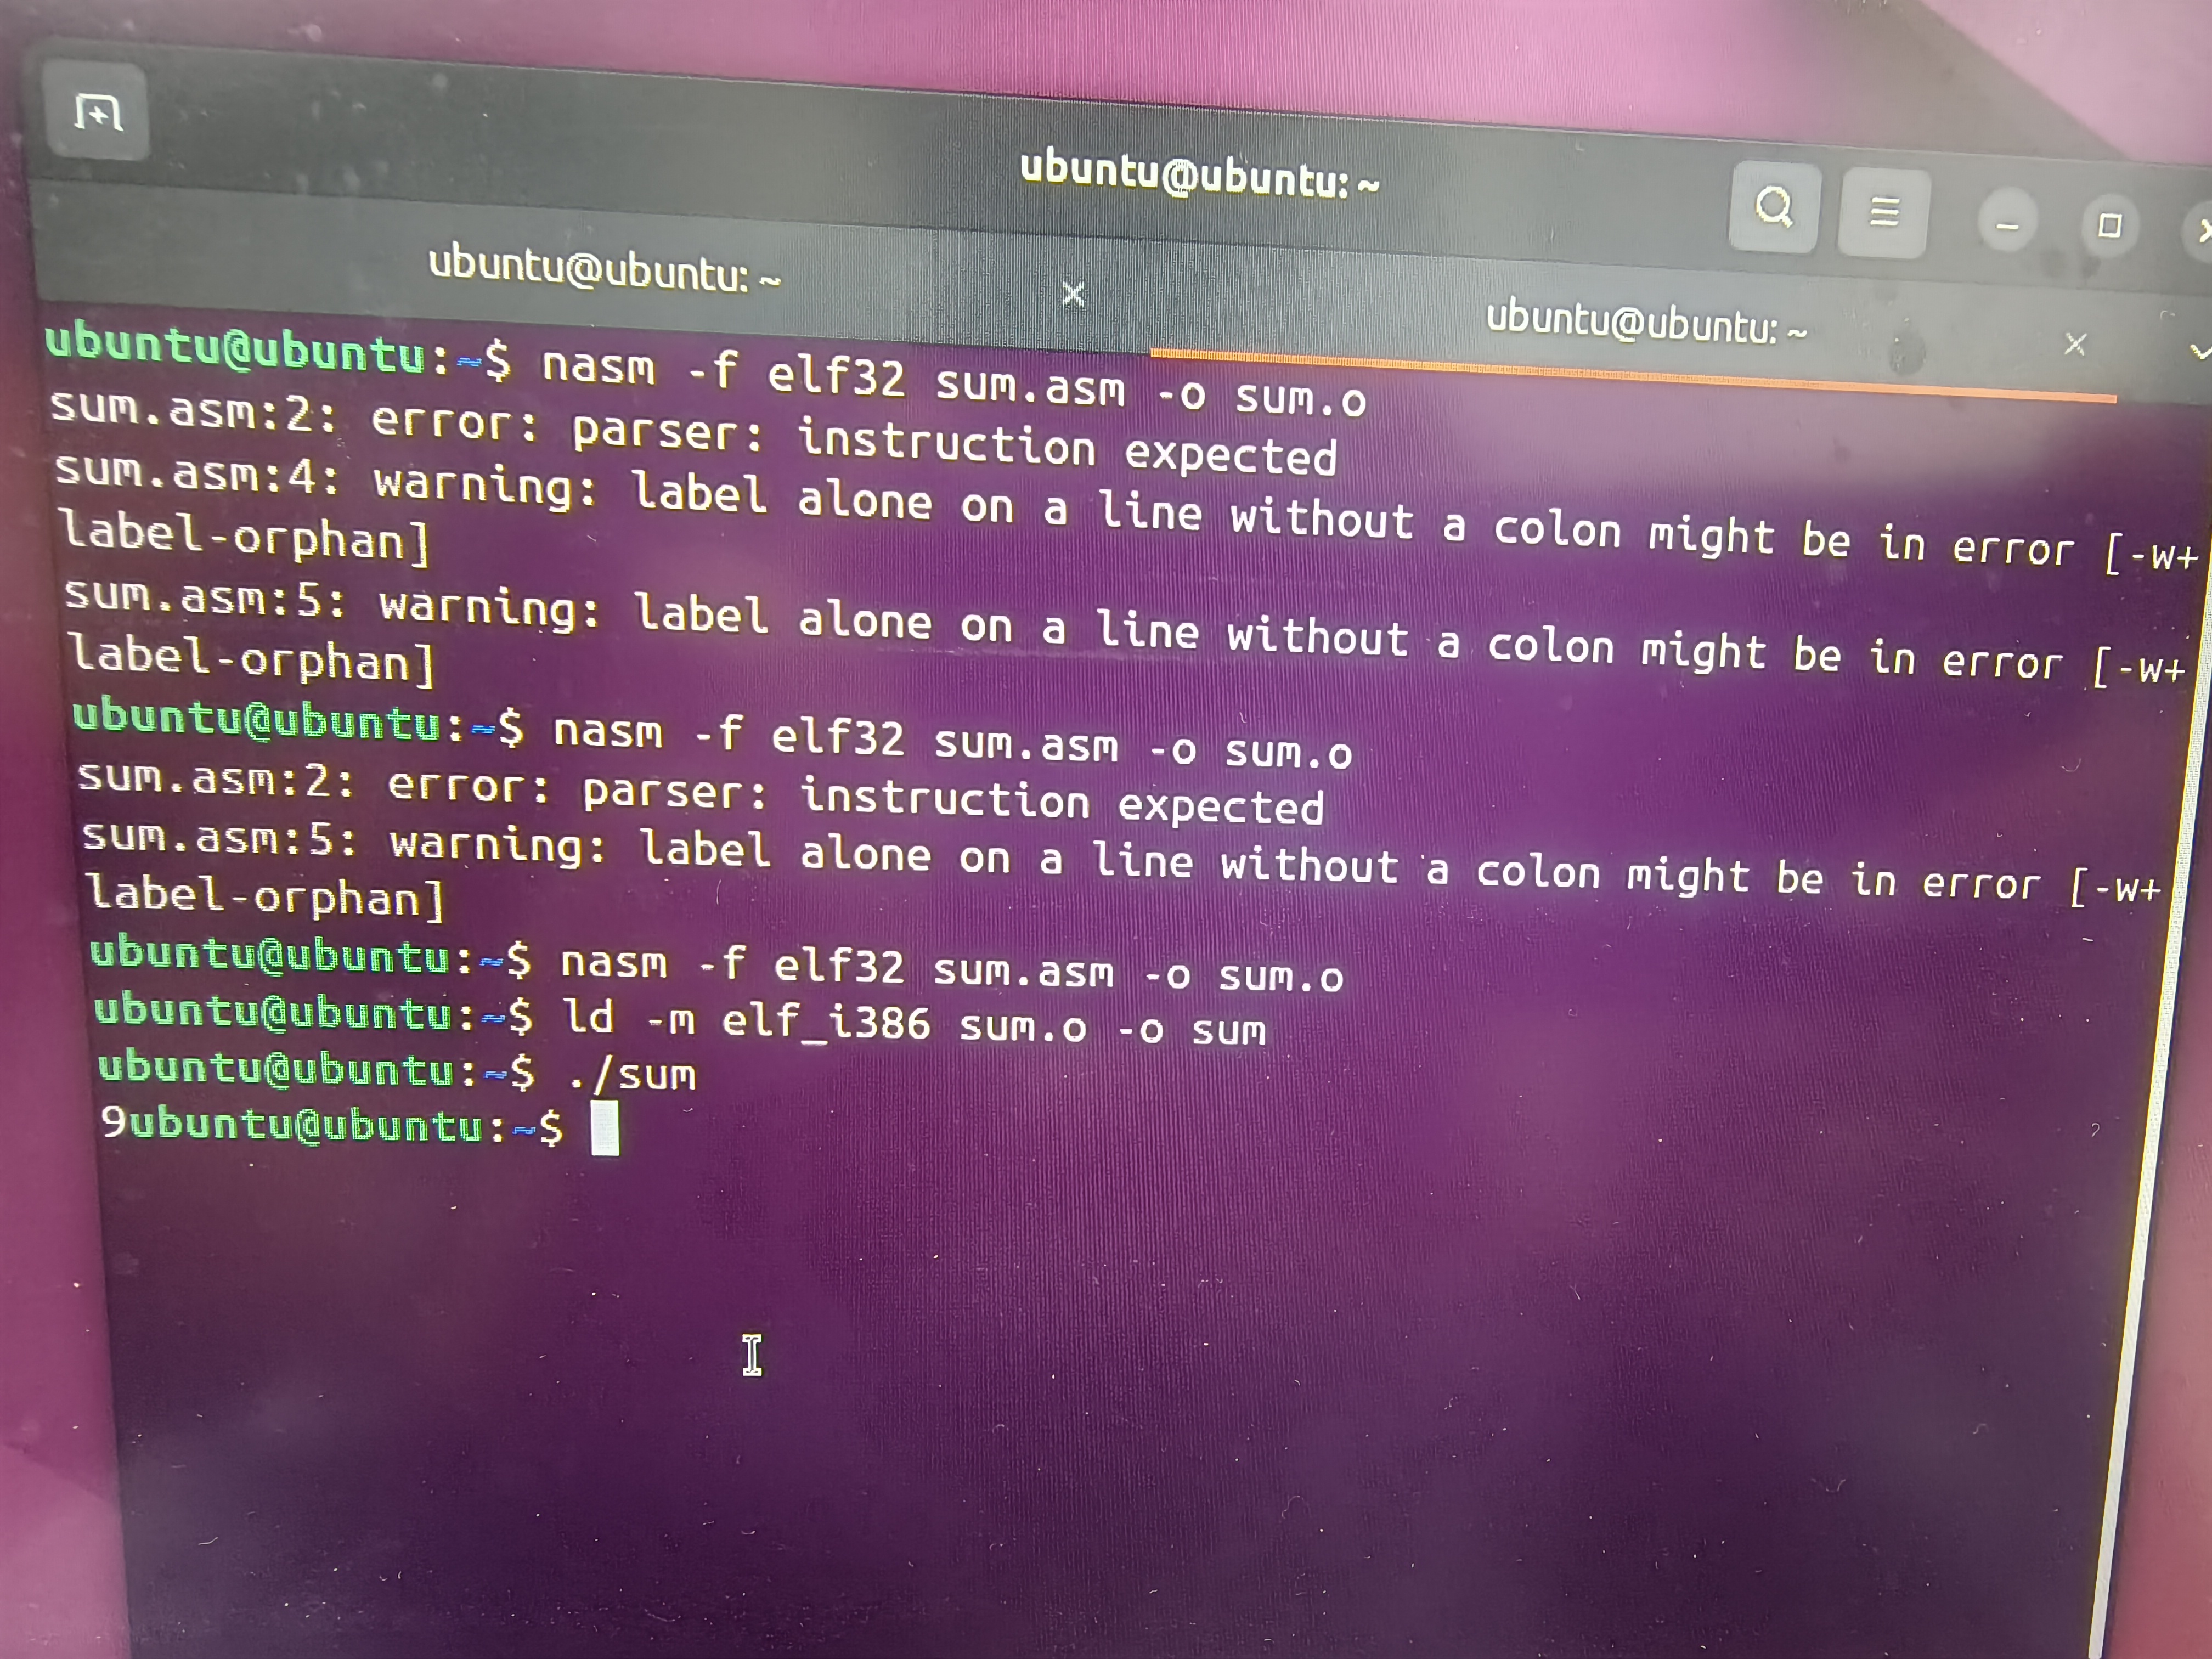 ubuntu@ubuntu: ~
ubuntu@ubuntu: ~
ubuntu@ubuntu: ~
ubuntu@ubuntu:~$ nasm -f elf32 sum.asm -o sum.o
sum.asm:2: error: parser: instruction expected
sum.asm:4: warning: label alone on a line without a colon might be in error [-w+
label-orphan]
sum.asm:5: warning: label alone on a line without a colon might be in error [-w+
label-orphan]
ubuntu@ubuntu:~$ nasm -f elf32 sum.asm -o sum.o
sum.asm:2: error: parser: instruction expected
sum.asm:5: warning: label alone on a line without a colon might be in error [-w+
label-orphan]
ubuntu@ubuntu:~$ nasm -f elf32 sum.asm -o sum.o
ubuntu@ubuntu:~$ ld -m elf_i386 sum.o -o sum
ubuntu@ubuntu:~$ ./sum
9ubuntu@ubuntu:~$